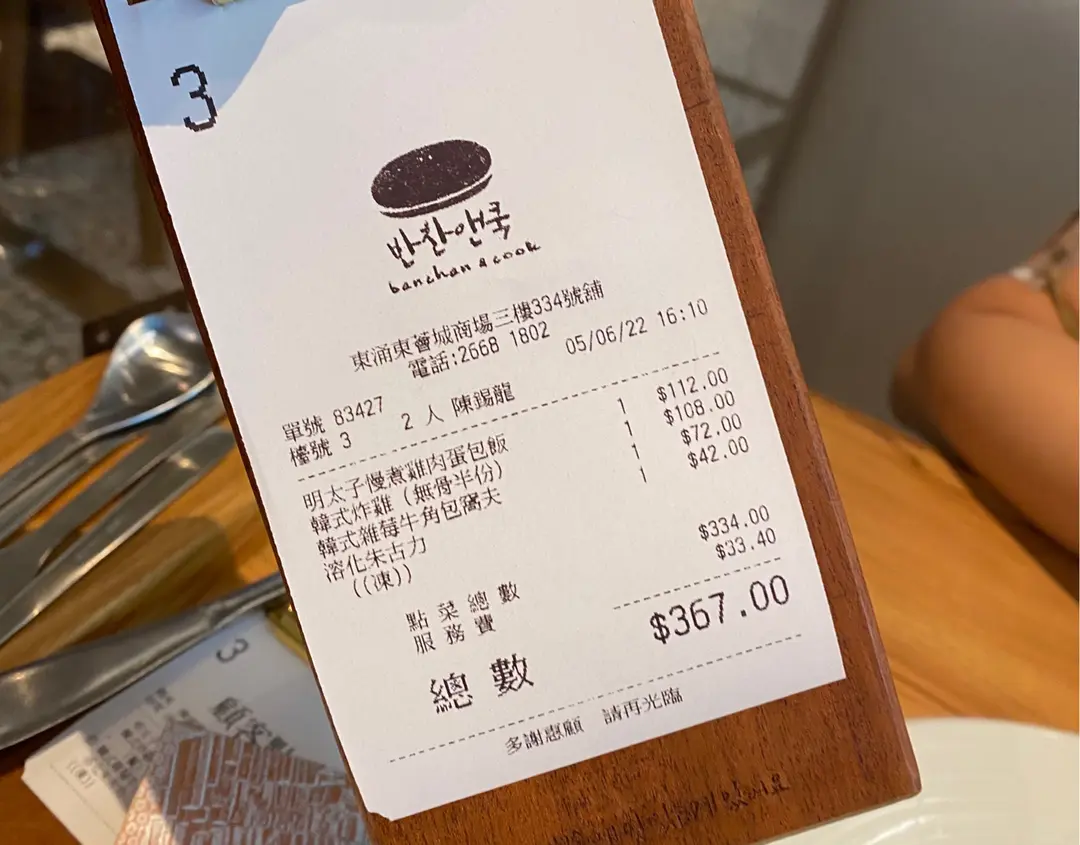 3
반찬앤쿡
banchan & cook
東涌東薈城商場三樓334號舖
電話:2668 1802
05/06/22 16:10
單號 83427
檯號 3 2 人 陳錫龍
明太子慢煮雞肉蛋包飯 1 $112.00
韓式炸雞 (無骨半份) 1 $108.00
韓式雜莓牛角包窩夫 1 $72.00
溶化朱古力 1 $42.00
((凍))
點菜總數 $334.00
服務費 $33.40
總數 $367.00
多謝惠顧 請再光臨
3
顧客
((凍))